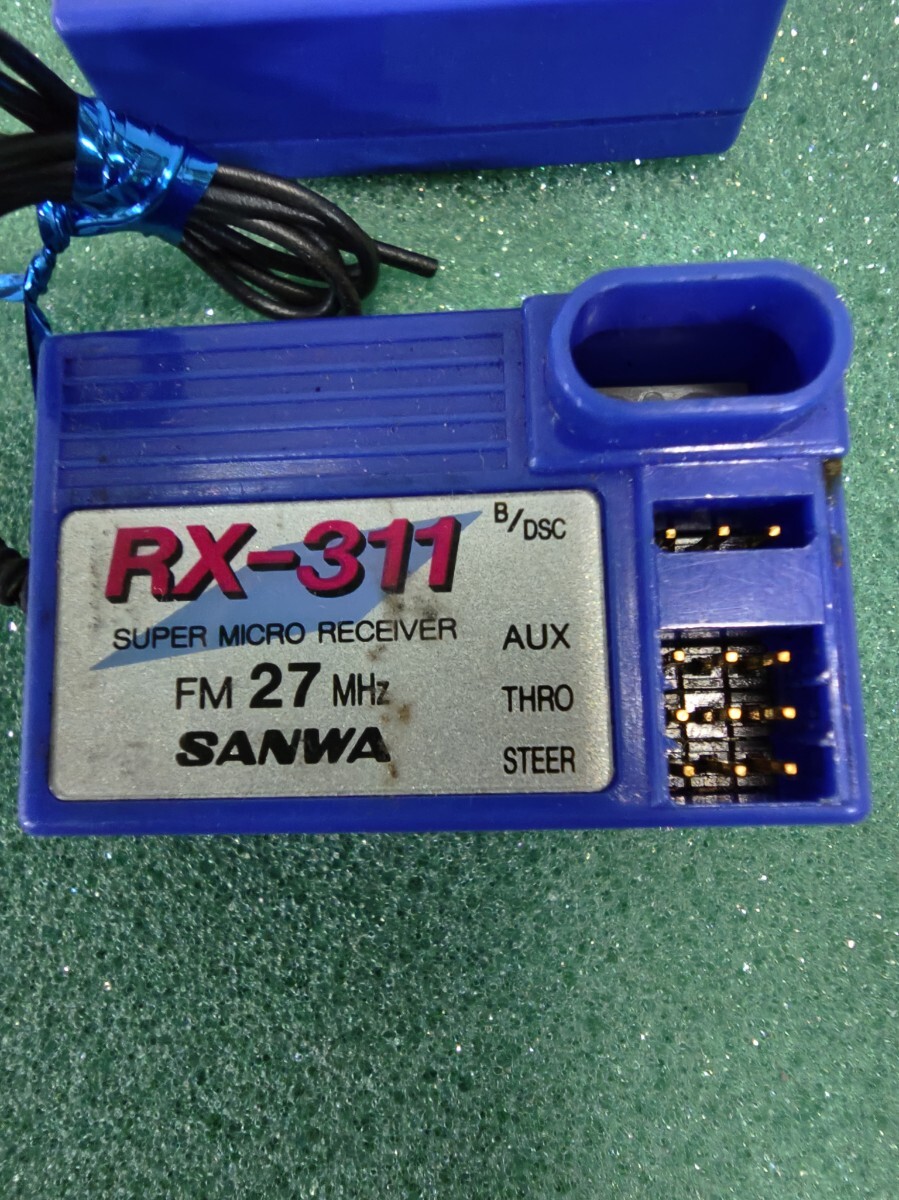 RX-311
SUPER MICRO RECEIVER
FM 27 MHz
SANWA
B/DSC
AUX
THRO
STEER